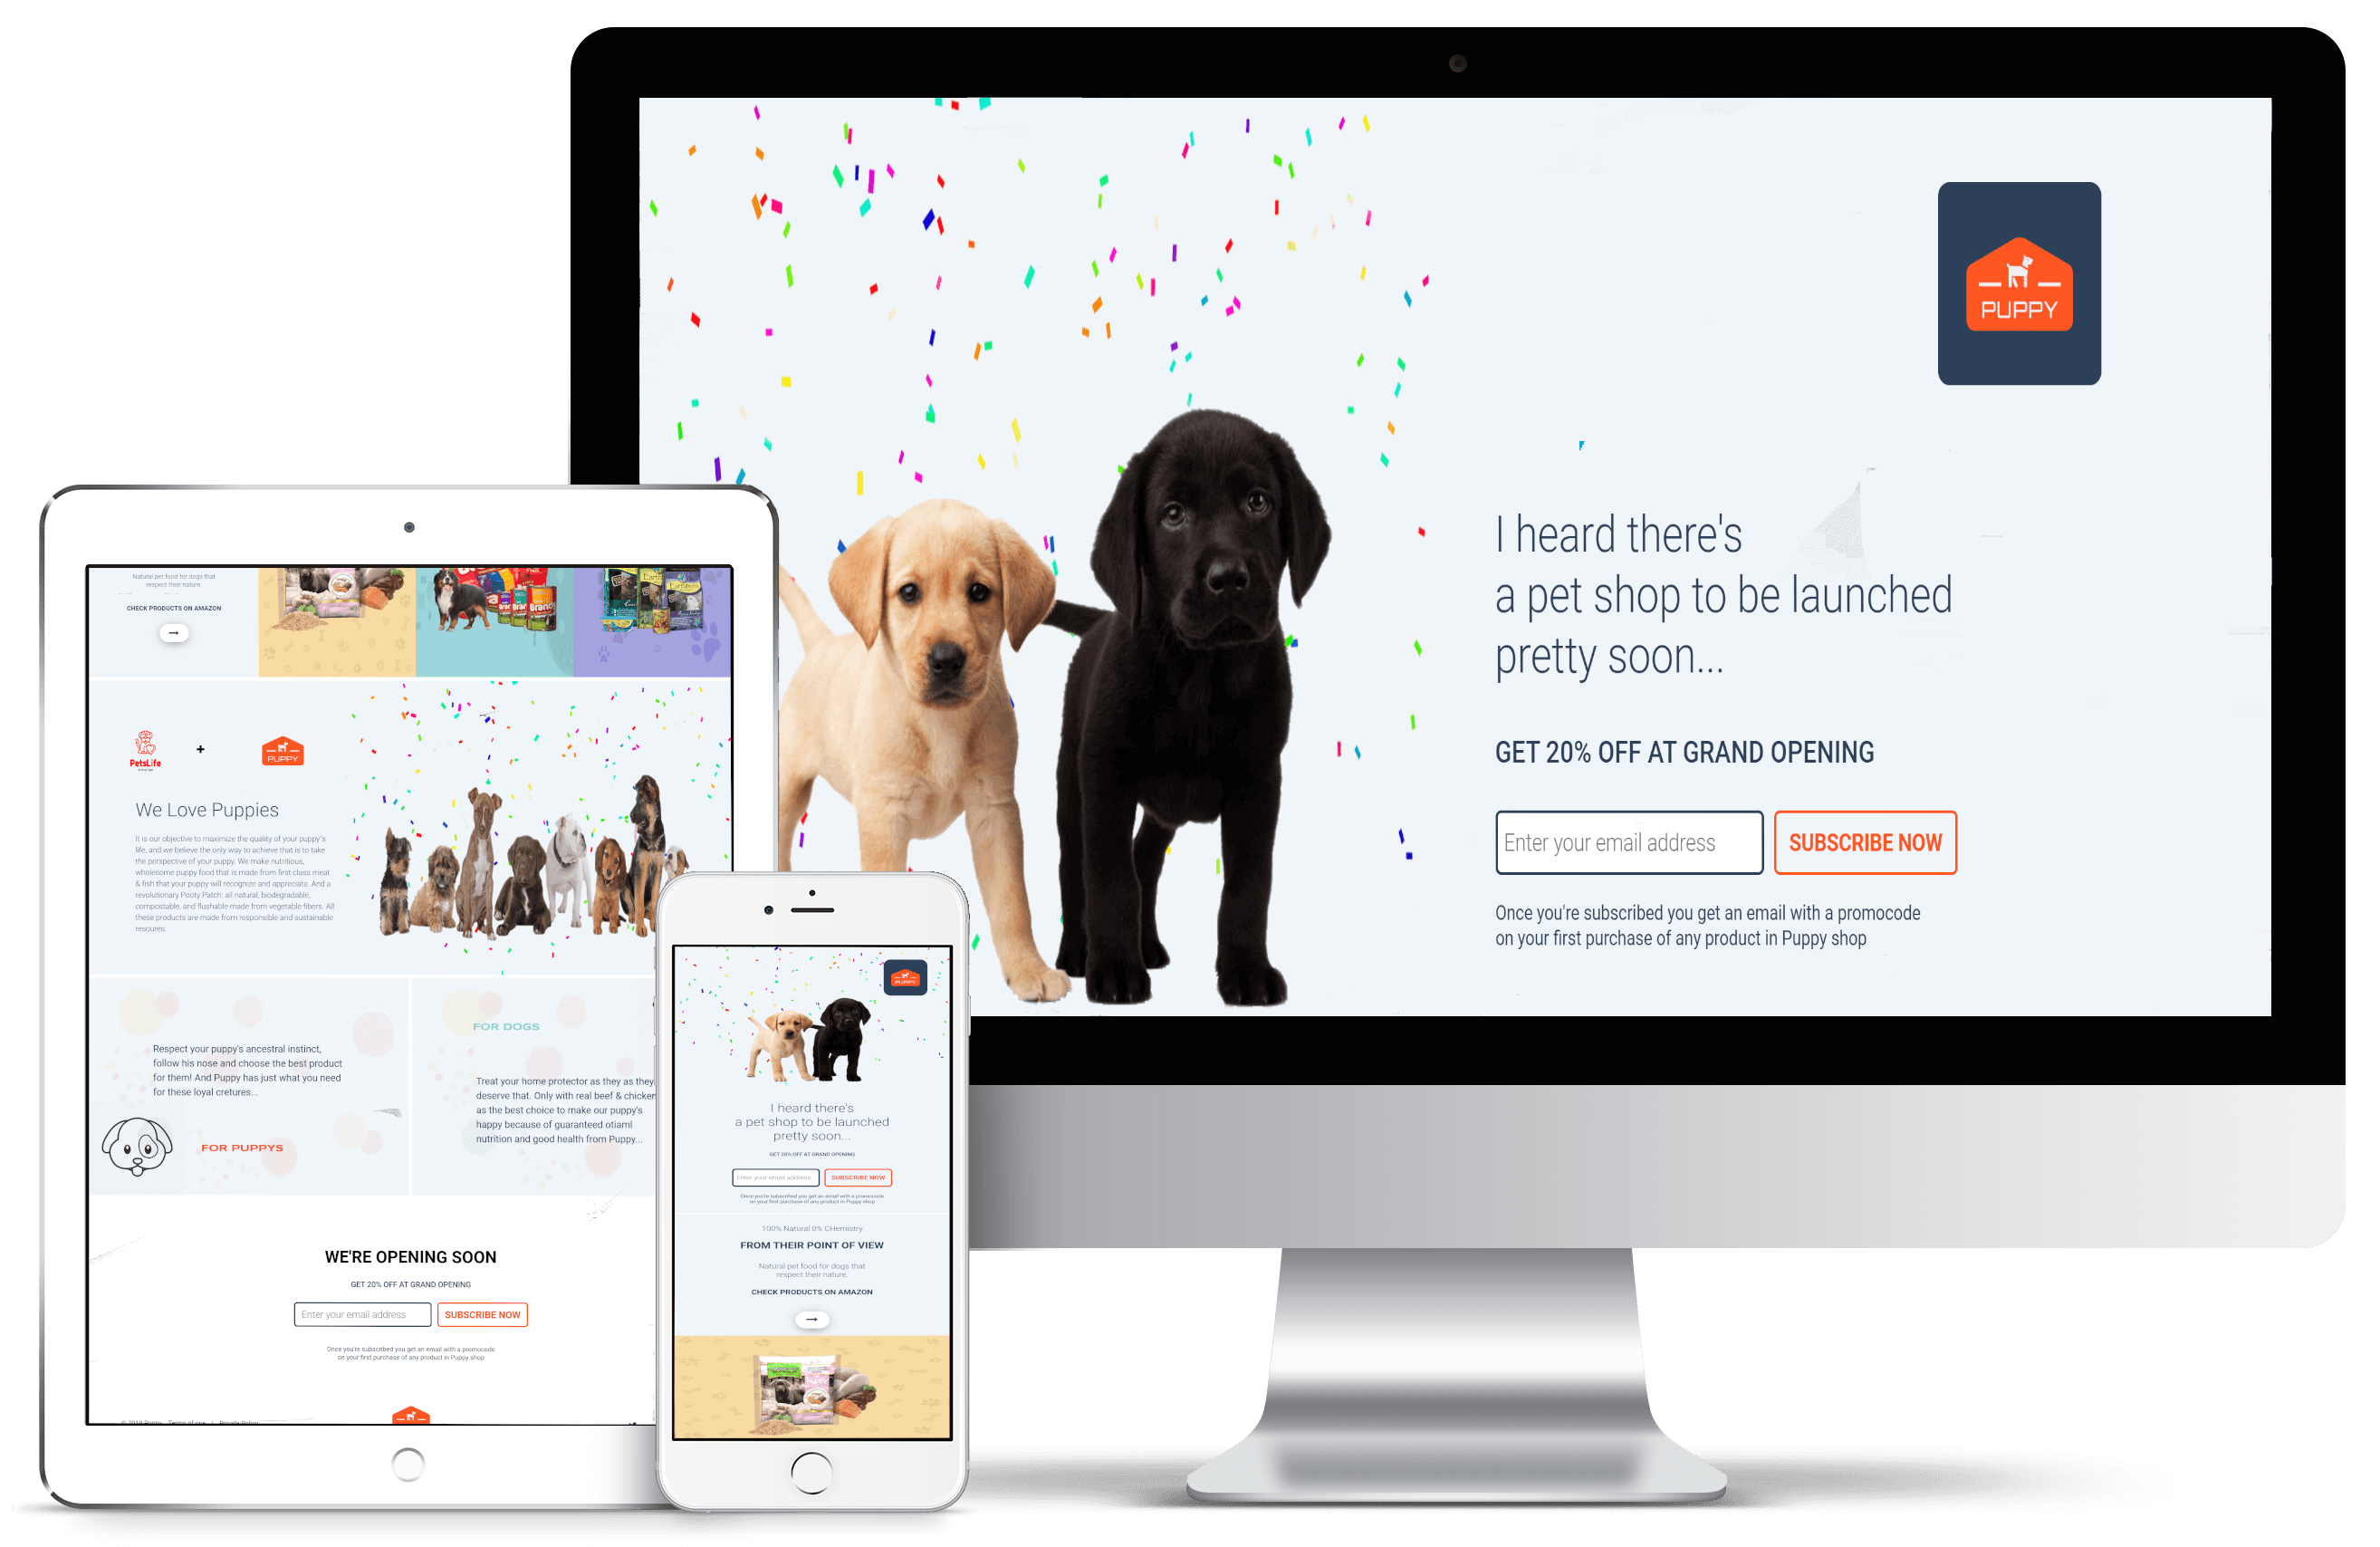 PUPPY
I heard there's
a pet shop to be launched
pretty soon...
GET 20% OFF AT GRAND OPENING
Enter your email address
SUBSCRIBE NOW
Once you're subscribed you get an email with a promocode
on your first purchase of any product in Puppy shop
Natural pet food for dogs that
respect their nature.
CHECK PRODUCTS ON AMAZON
→
PetsLife
+
PUPPY
We Love Puppies
It is our objective to maximize the quality of your puppy's
life, and we believe the only way to achieve that is to take
the perspective of your puppy. We make nutritious,
wholesome puppy food that is made from first class meat
& fish that your puppy will recognize and appreciate. And a
revolutionary Pooty Patch: all natural, biodegradable,
compostable, and flushable made from vegetable fibers. All
these products are made from responsible and sustainable
resoures.
Respect your puppy's ancestral instinct,
follow his nose and choose the best product
for them! And Puppy has just what you need
for these loyal cretures...
FOR PUPPYS
FOR DOGS
Treat your home protector as they as they
deserve that. Only with real beef & chicken
as the best choice to make our puppy's
happy because of guaranteed otiaml
nutrition and good health from Puppy...
WE'RE OPENING SOON
GET 20% OFF AT GRAND OPENING
Enter your email address
SUBSCRIBE NOW
Once you're subscribed you get an email with a promocode
on your first purchase of any product in Puppy shop
© 2019 Puppy Terms of use | Private Policy
PUPPY
I heard there's
a pet shop to be launched
pretty soon...
GET 20% OFF AT GRAND OPENING
Enter your email address
SUBSCRIBE NOW
Once you're subscribed you get an email with a promocode
on your first purchase of any product in Puppy shop
100% Natural 0% CHemistry
FROM THEIR POINT OF VIEW
Natural pet food for dogs that
respect their nature.
CHECK PRODUCTS ON AMAZON
→